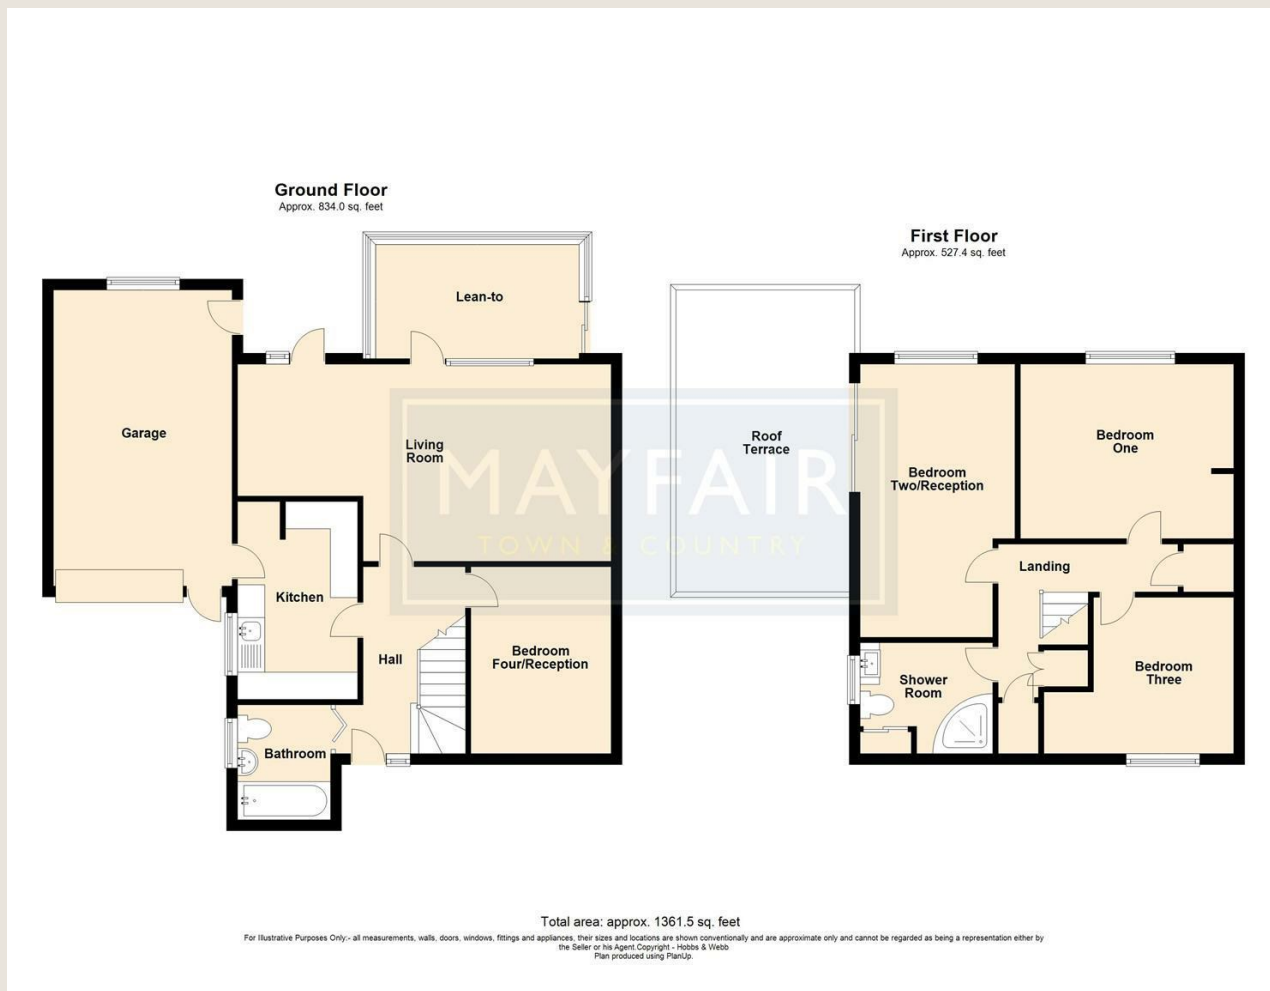 Ground Floor
Approx. 834.0 sq. feet
First Floor
Approx. 527.4 sq. feet
Lean-to
Garage
Living
Room
Kitchen
Hall
Bedroom
Four/Reception
Bathroom
Roof
Terrace
Bedroom
Two/Reception
Bedroom
One
Landing
Shower
Room
Bedroom
Three
MAYFAIR
TOWN & COUNTRY
Total area: approx. 1361.5 sq. feet
For Illustrative Purposes Only:- all measurements, walls, doors, windows, fittings and appliances, their sizes and locations are shown conventionally and are approximate only and cannot be regarded as being a representation either by
the Seller or his Agent.Copyright - Hobbs & Webb
Plan produced using PlanUp.